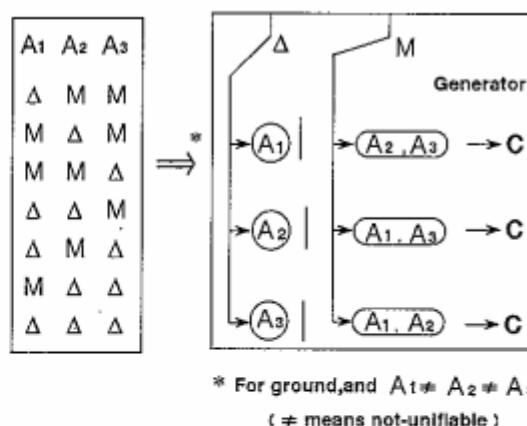 A1 A2 A3
Δ M M
M Δ M
M M Δ
Δ Δ M
Δ M Δ
M Δ Δ
Δ Δ Δ
⇒ *
Δ M
Generator
A1 | A2 , A3 → C
A2 | A1 . A3 → C
A3 | A1 . A2 → C
* For ground,and A1 ≠ A2 ≠ A
( ≠ means not-unifiable )